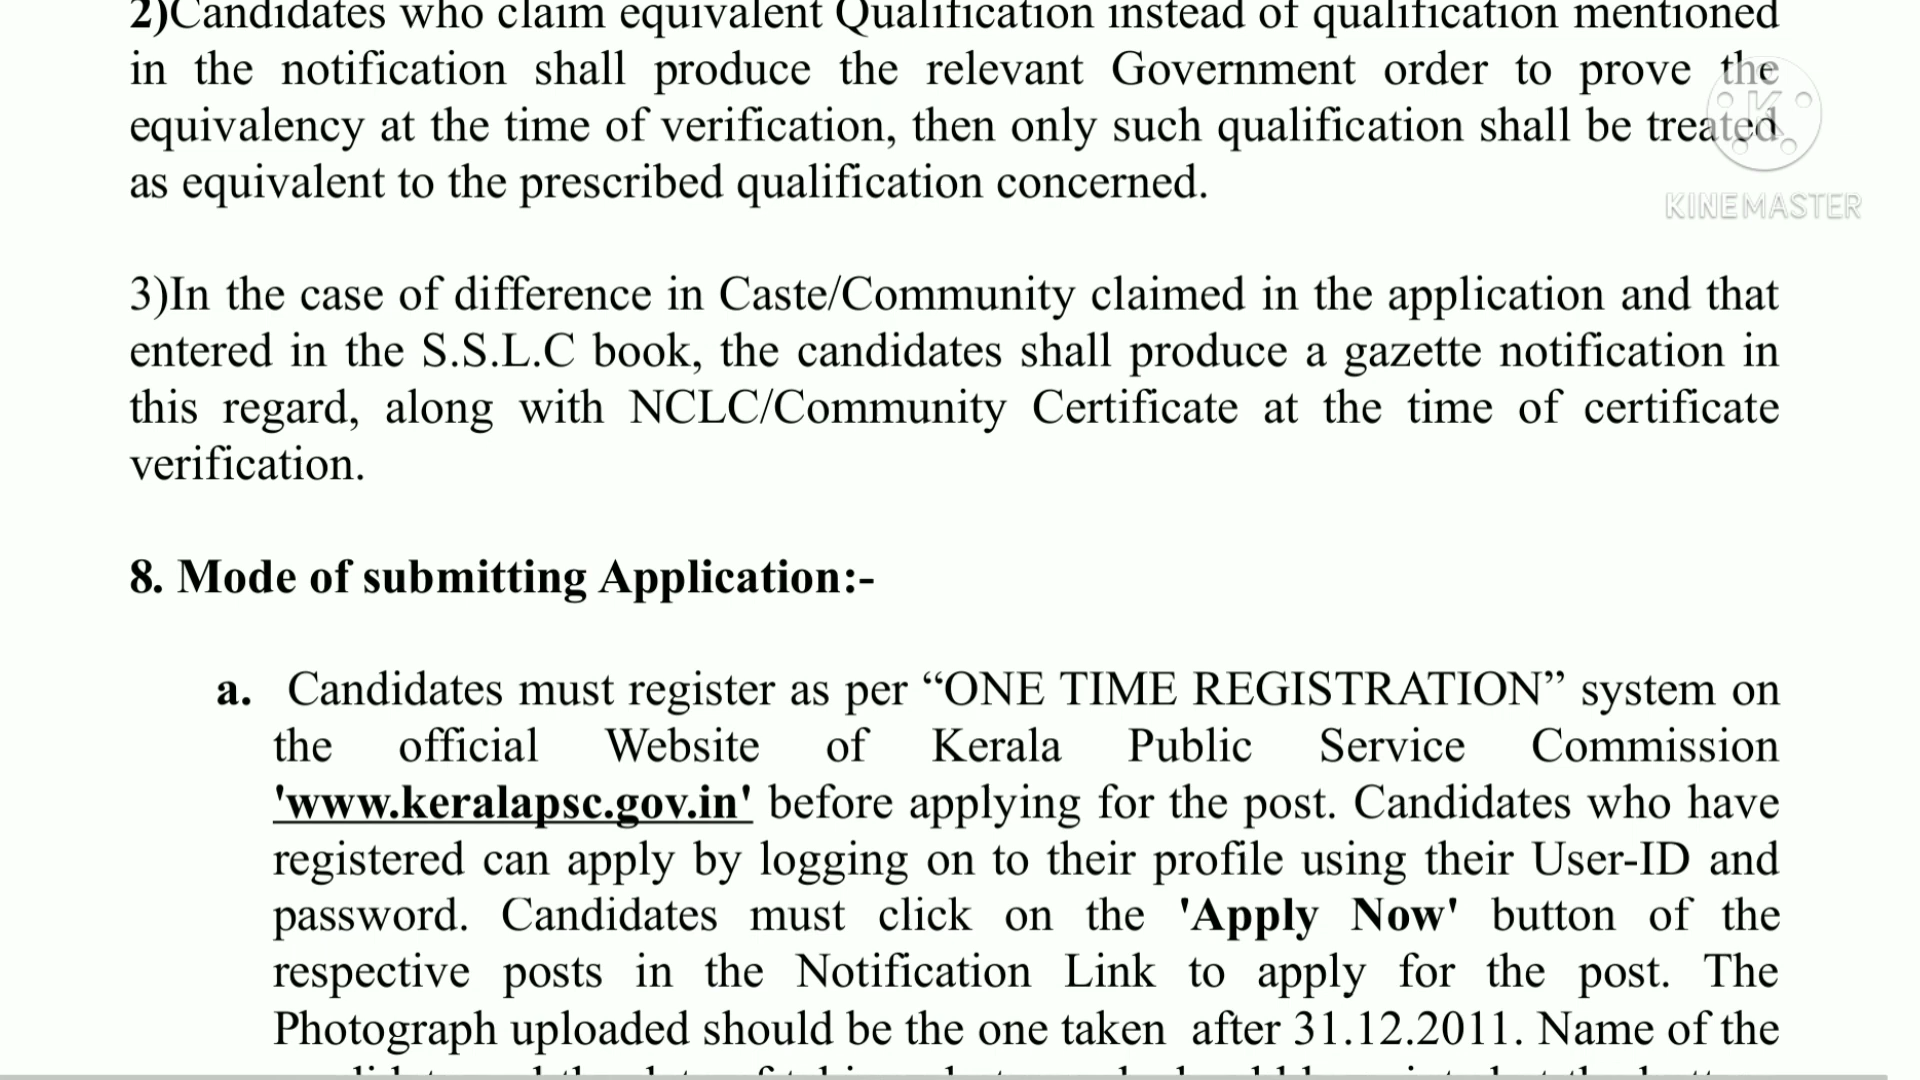 2)Candidates who claim equivalent Qualification instead of qualification mentioned
in the notification shall produce the relevant Government order to prove the
equivalency at the time of verification, then only such qualification shall be treated
as equivalent to the prescribed qualification concerned.
KINEMASTER
3)In the case of difference in Caste/Community claimed in the application and that
entered in the S.S.L.C book, the candidates shall produce a gazette notification in
this regard, along with NCLC/Community Certificate at the time of certificate
verification.
8. Mode of submitting Application:-
a. Candidates must register as per “ONE TIME REGISTRATION” system on
the official Website of Kerala Public Service Commission
'www.keralapsc.gov.in' before applying for the post. Candidates who have
registered can apply by logging on to their profile using their User-ID and
password. Candidates must click on the 'Apply Now' button of the
respective posts in the Notification Link to apply for the post. The
Photograph uploaded should be the one taken after 31.12.2011. Name of the